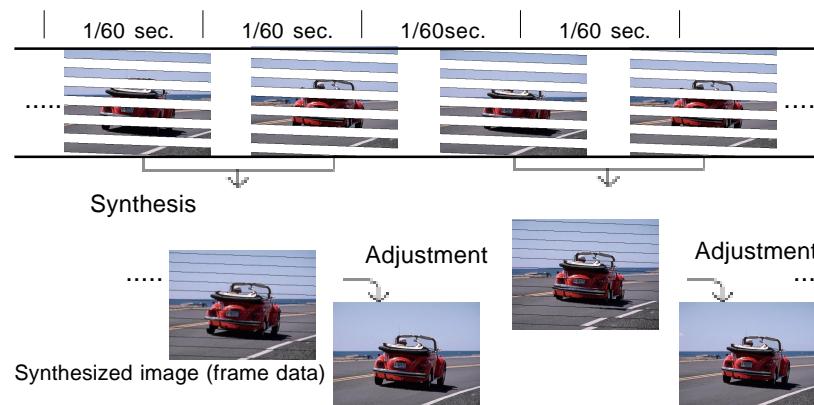 1/60 sec. 1/60 sec. 1/60sec. 1/60 sec.
..... .....
Synthesis
Adjustment Adjustment
..... ...
Synthesized image (frame data)